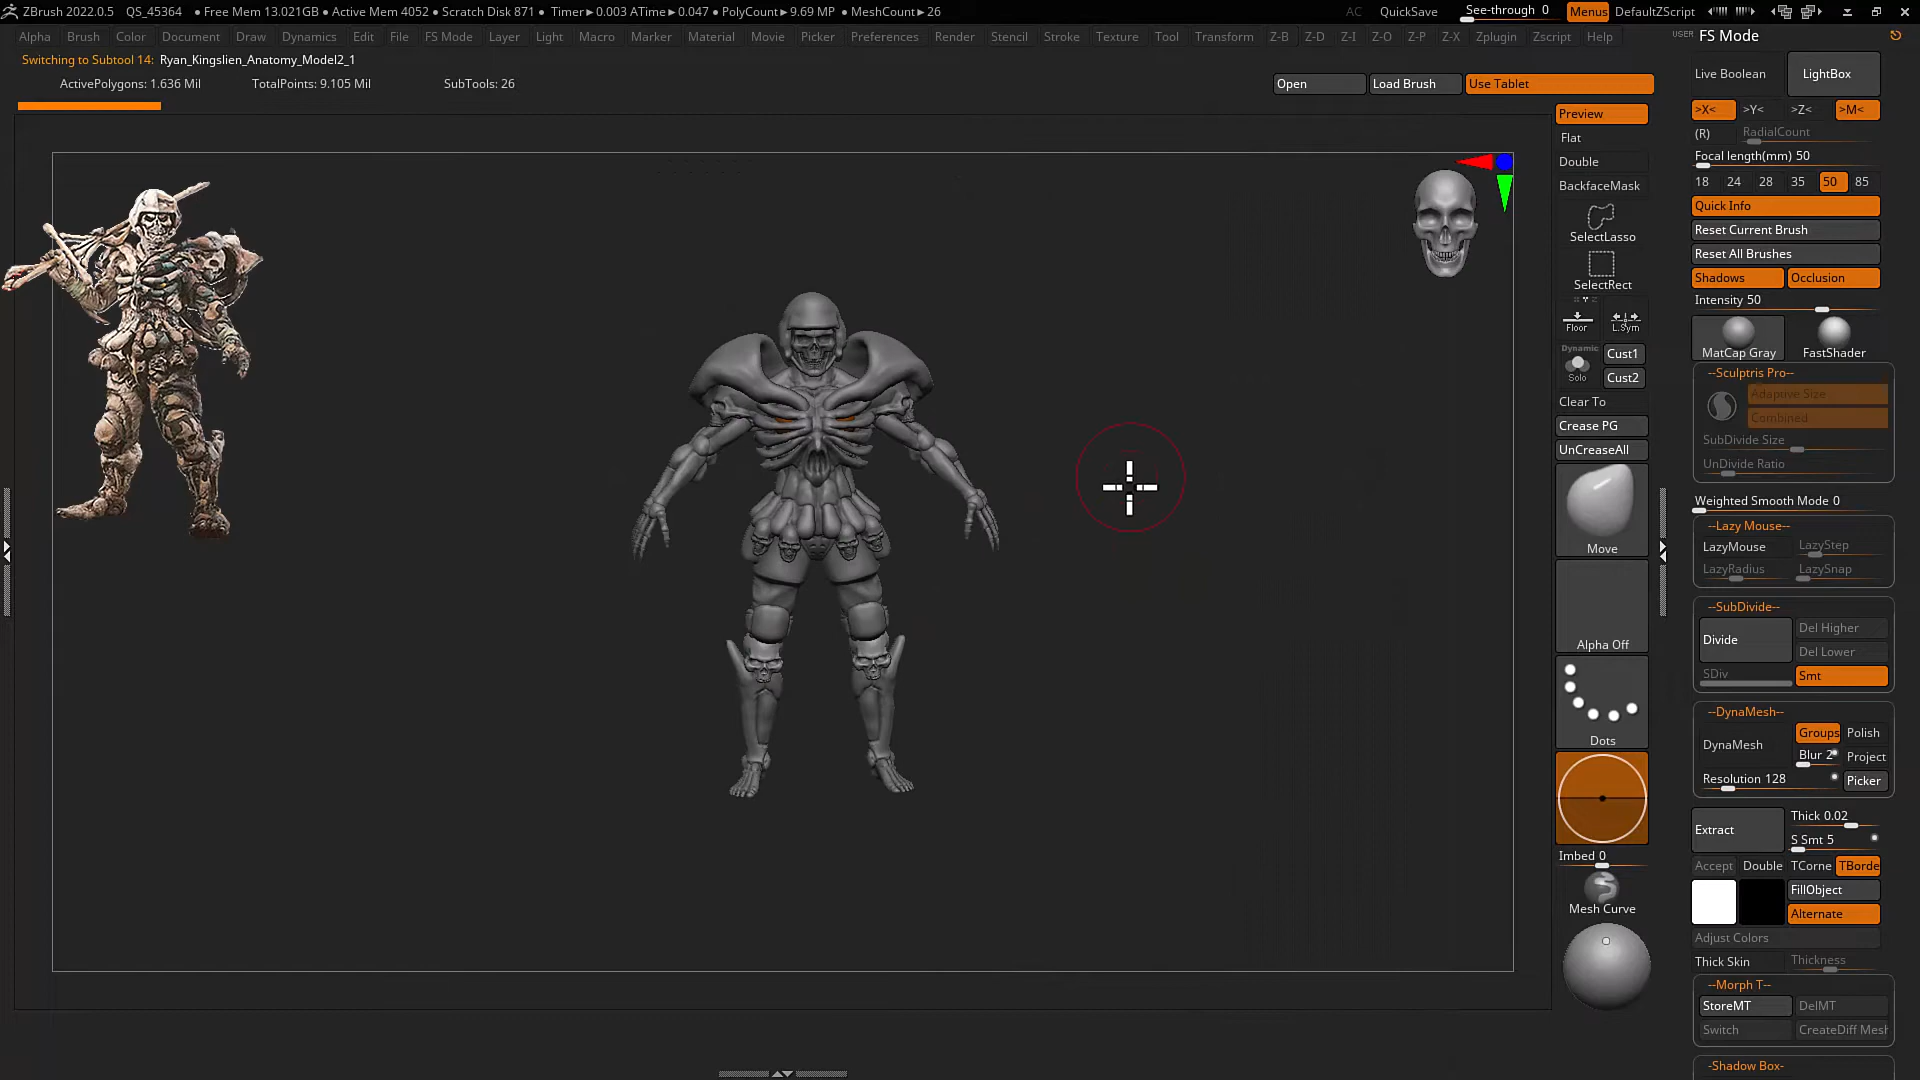 ZBrush 2022.0.5 QS_45364 ● Free Mem 13.021GB ● Active Mem 4052 ● Scratch Disk 871 ● Timer►0.003 ATime►0.047 ● PolyCount►9.69 MP ● MeshCount►26 AC QuickSave See-through 0 Menus DefaultZScript
Alpha Brush Color Document Draw Dynamics Edit File FS Mode Layer Light Macro Marker Material Movie Picker Preferences Render Stencil Stroke Texture Tool Transform Z-B Z-D Z-I Z-O Z-P Z-X Zplugin Zscript Help
USER FS Mode
Switching to Subtool 14: Ryan_Kingslien_Anatomy_Model2_1
ActivePolygons: 1.636 Mil TotalPoints: 9.105 Mil SubTools: 26
Open Load Brush Use Tablet
Preview
Flat
Double
BackfaceMask
SelectLasso
SelectRect
Floor L.Sym
Dynamic
Solo
Cust1
Cust2
Clear To
Crease PG
UnCreaseAll
Move
Alpha Off
Dots
Imbed 0
Mesh Curve
Live Boolean LightBox
>X< >Y< >Z< >M<
(R) RadialCount
Focal length(mm) 50
18 24 28 35 50 85
Quick Info
Reset Current Brush
Reset All Brushes
Shadows Occlusion
Intensity 50
MatCap Gray FastShader
--Sculptris Pro--
Adaptive Size
Combined
SubDivide Size
UnDivide Ratio
Weighted Smooth Mode 0
--Lazy Mouse--
LazyMouse LazyStep
LazyRadius LazySnap
--SubDivide--
Divide Del Higher
Del Lower
SDiv Smt
--DynaMesh--
DynaMesh Groups Polish
Blur 2 Project
Resolution 128 Picker
Extract Thick 0.02
S Smt 5
Accept Double TCorne TBorde
FillObject
Alternate
Adjust Colors
Thick Skin Thickness
--Morph T--
StoreMT DelMT
Switch CreateDiff Mesh
-Shadow Box-